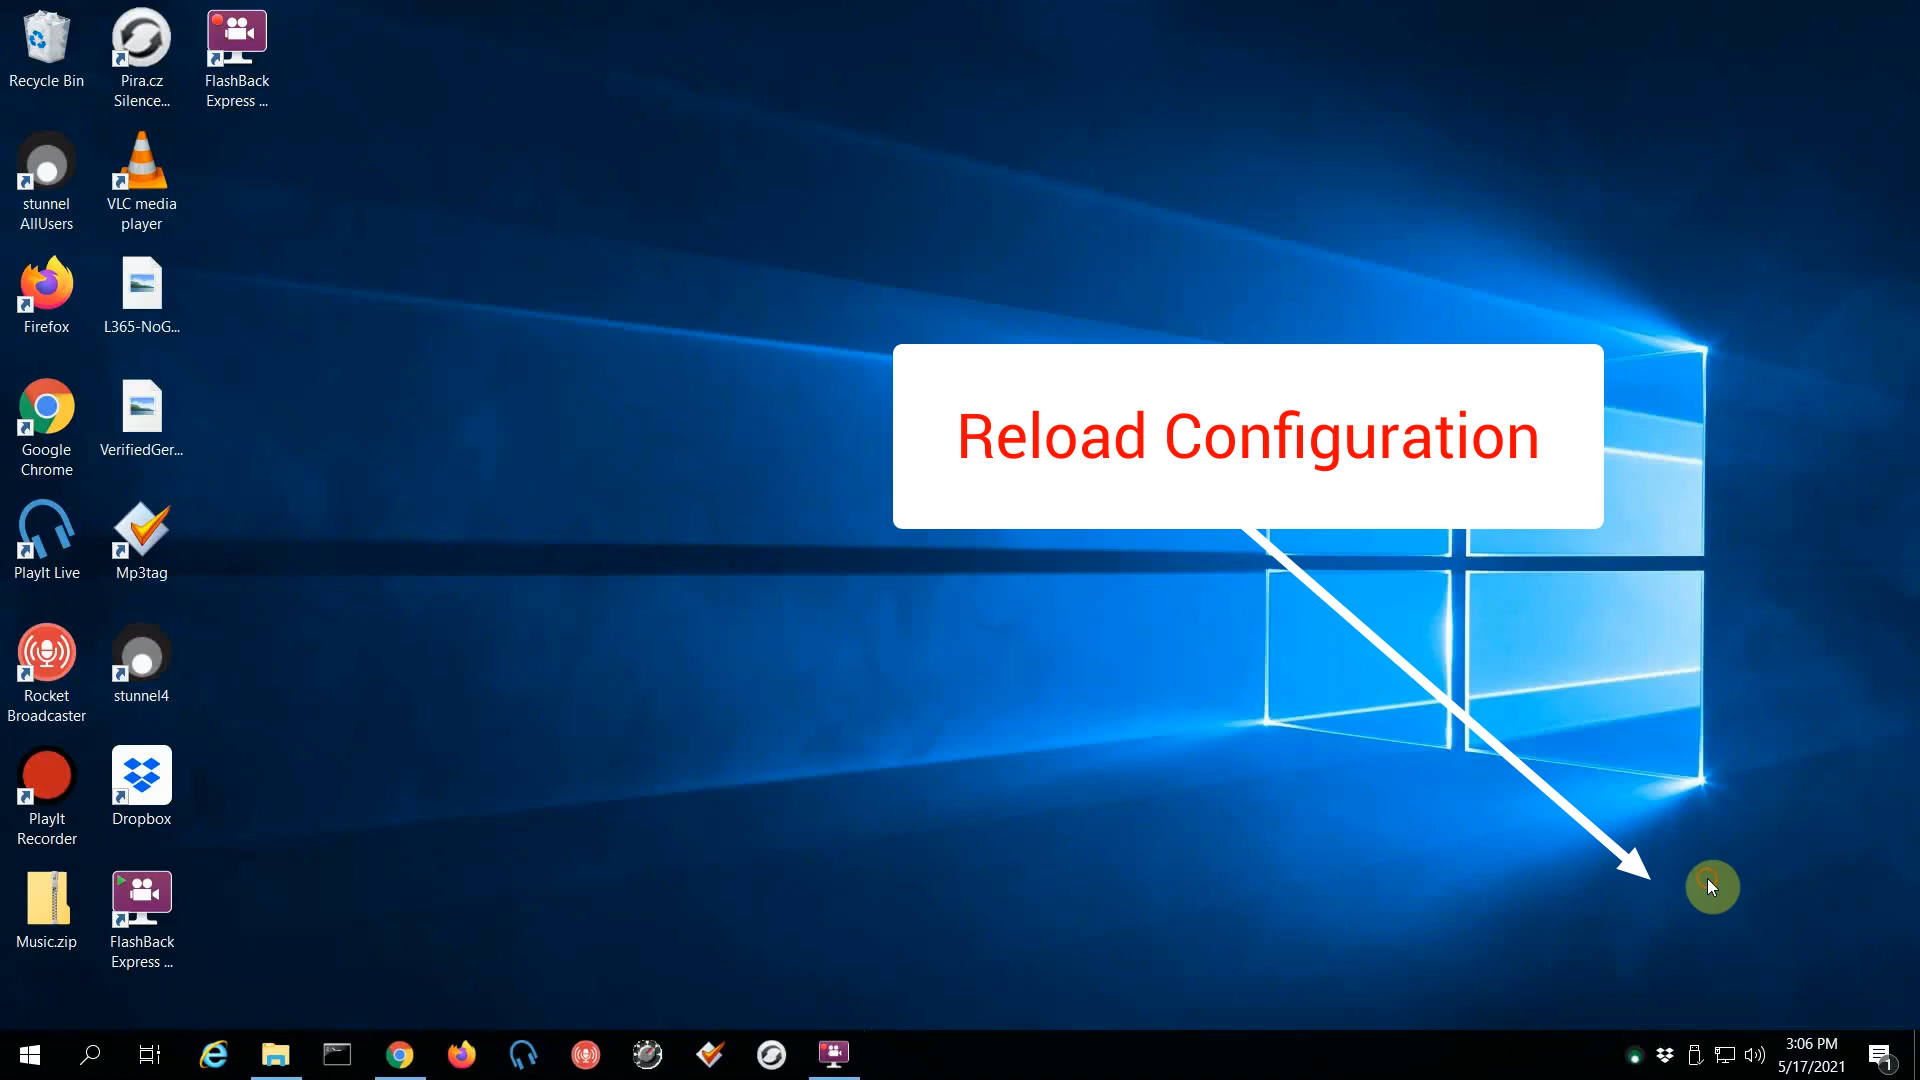 Recycle Bin
Pira.cz
Silence...
FlashBack
Express ...
stunnel
AllUsers
VLC media
player
Firefox
L365-NoG...
Google
Chrome
VerifiedGer...
PlayIt Live
Mp3tag
Reload Configuration
Rocket
Broadcaster
stunnel4
PlayIt
Recorder
Dropbox
Music.zip
FlashBack
Express ...
3:06 PM
5/17/2021
1